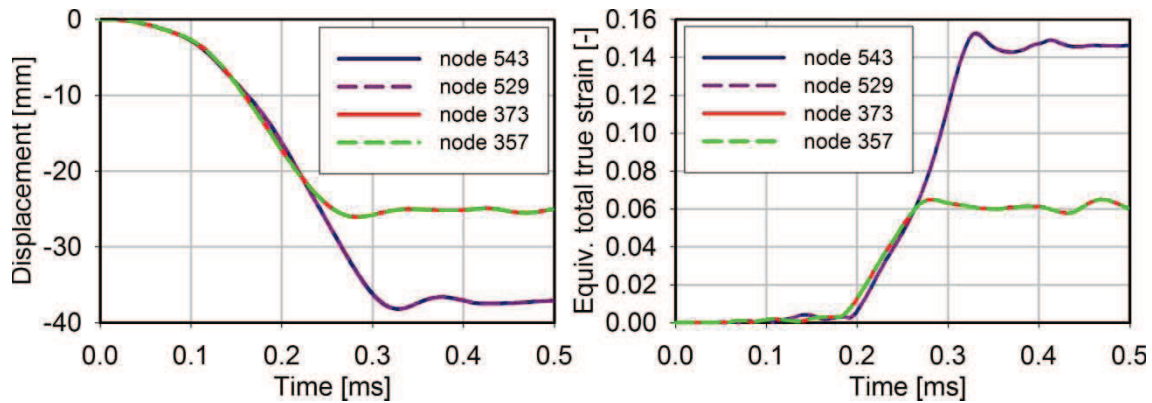 0
-10
-20
-30
-40
Displacement [mm]
node 543
node 529
node 373
node 357
0.0 0.1 0.2 0.3 0.4 0.5
Time [ms]
0.16
0.14
0.12
0.10
0.08
0.06
0.04
0.02
0.00
Equiv. total true strain [-]
node 543
node 529
node 373
node 357
0.0 0.1 0.2 0.3 0.4 0.5
Time [ms]